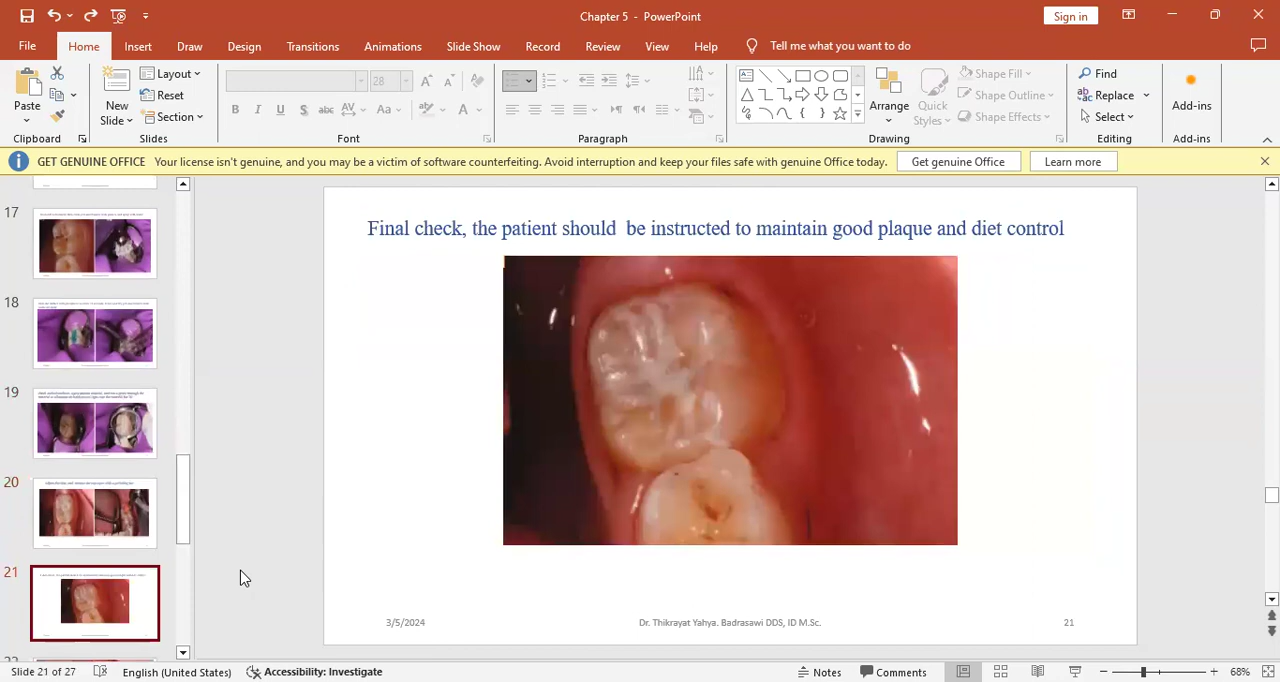 Chapter 5 - PowerPoint
Sign in
File Home Insert Draw Design Transitions Animations Slide Show Record Review View Help Tell me what you want to do
Paste
Clipboard
New Slide
Layout
Reset
Section
Slides
28
B I U S abc AV Aa A
Font
Paragraph
Arrange
Quick Styles
Shape Fill
Shape Outline
Shape Effects
Drawing
Find
Replace
Select
Editing
Add-ins
Add-ins
GET GENUINE OFFICE Your license isn't genuine, and you may be a victim of software counterfeiting. Avoid interruption and keep your files safe with genuine Office today. Get genuine Office Learn more
17
18
19
20
21
Final check, the patient should be instructed to maintain good plaque and diet control
3/5/2024 Dr. Thikrayat Yahya. Badrasawi DDS, ID M.Sc. 21
Slide 21 of 27 English (United States) Accessibility: Investigate Notes Comments 68%